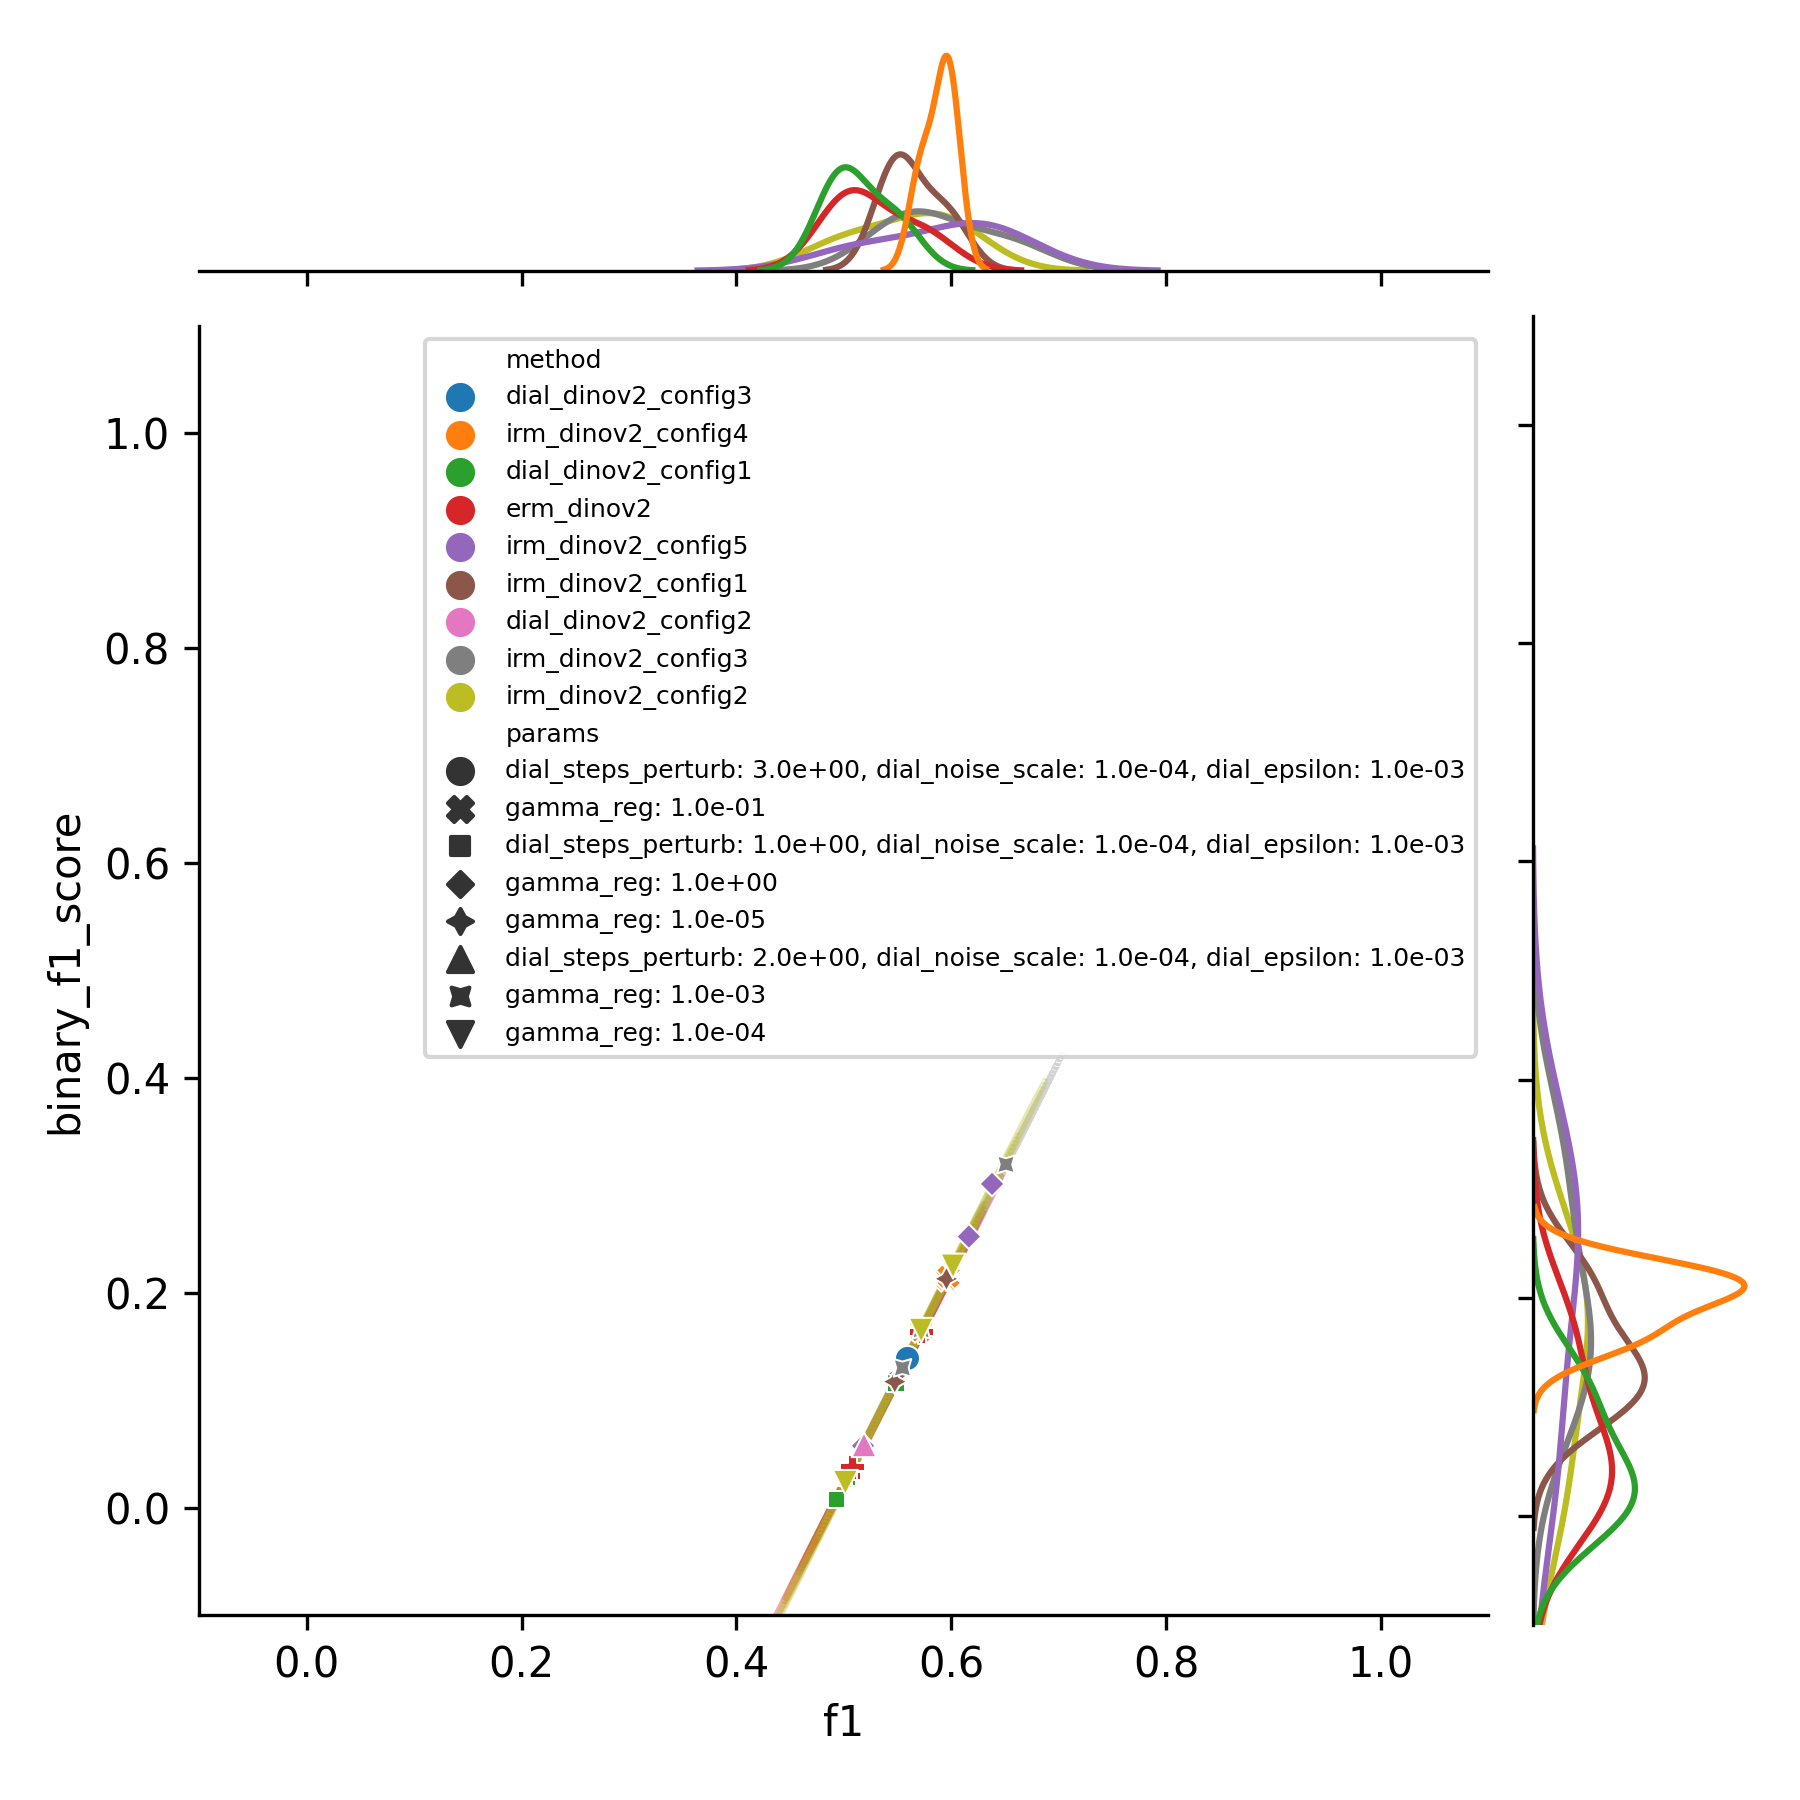 method
dial_dinov2_config3
irm_dinov2_config4
dial_dinov2_config1
erm_dinov2
irm_dinov2_config5
irm_dinov2_config1
dial_dinov2_config2
irm_dinov2_config3
irm_dinov2_config2
params
dial_steps_perturb: 3.0e+00, dial_noise_scale: 1.0e-04, dial_epsilon: 1.0e-03
gamma_reg: 1.0e-01
dial_steps_perturb: 1.0e+00, dial_noise_scale: 1.0e-04, dial_epsilon: 1.0e-03
gamma_reg: 1.0e+00
gamma_reg: 1.0e-05
dial_steps_perturb: 2.0e+00, dial_noise_scale: 1.0e-04, dial_epsilon: 1.0e-03
gamma_reg: 1.0e-03
gamma_reg: 1.0e-04
1.0
0.8
0.6
0.4
0.2
0.0
binary_f1_score
0.0 0.2 0.4 0.6 0.8 1.0
f1